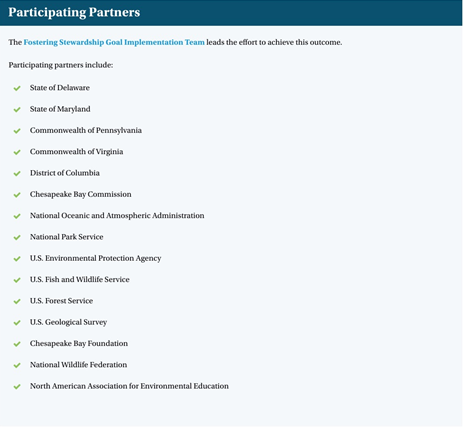 Participating Partners
The Fostering Stewardship Goal Implementation Team leads the effort to achieve this outcome.
Participating partners include:
State of Delaware
State of Maryland
Commonwealth of Pennsylvania
Commonwealth of Virginia
District of Columbia
Chesapeake Bay Commission
National Oceanic and Atmospheric Administration
National Park Service
U.S. Environmental Protection Agency
U.S. Fish and Wildlife Service
U.S. Forest Service
U.S. Geological Survey
Chesapeake Bay Foundation
National Wildlife Federation
North American Association for Environmental Education